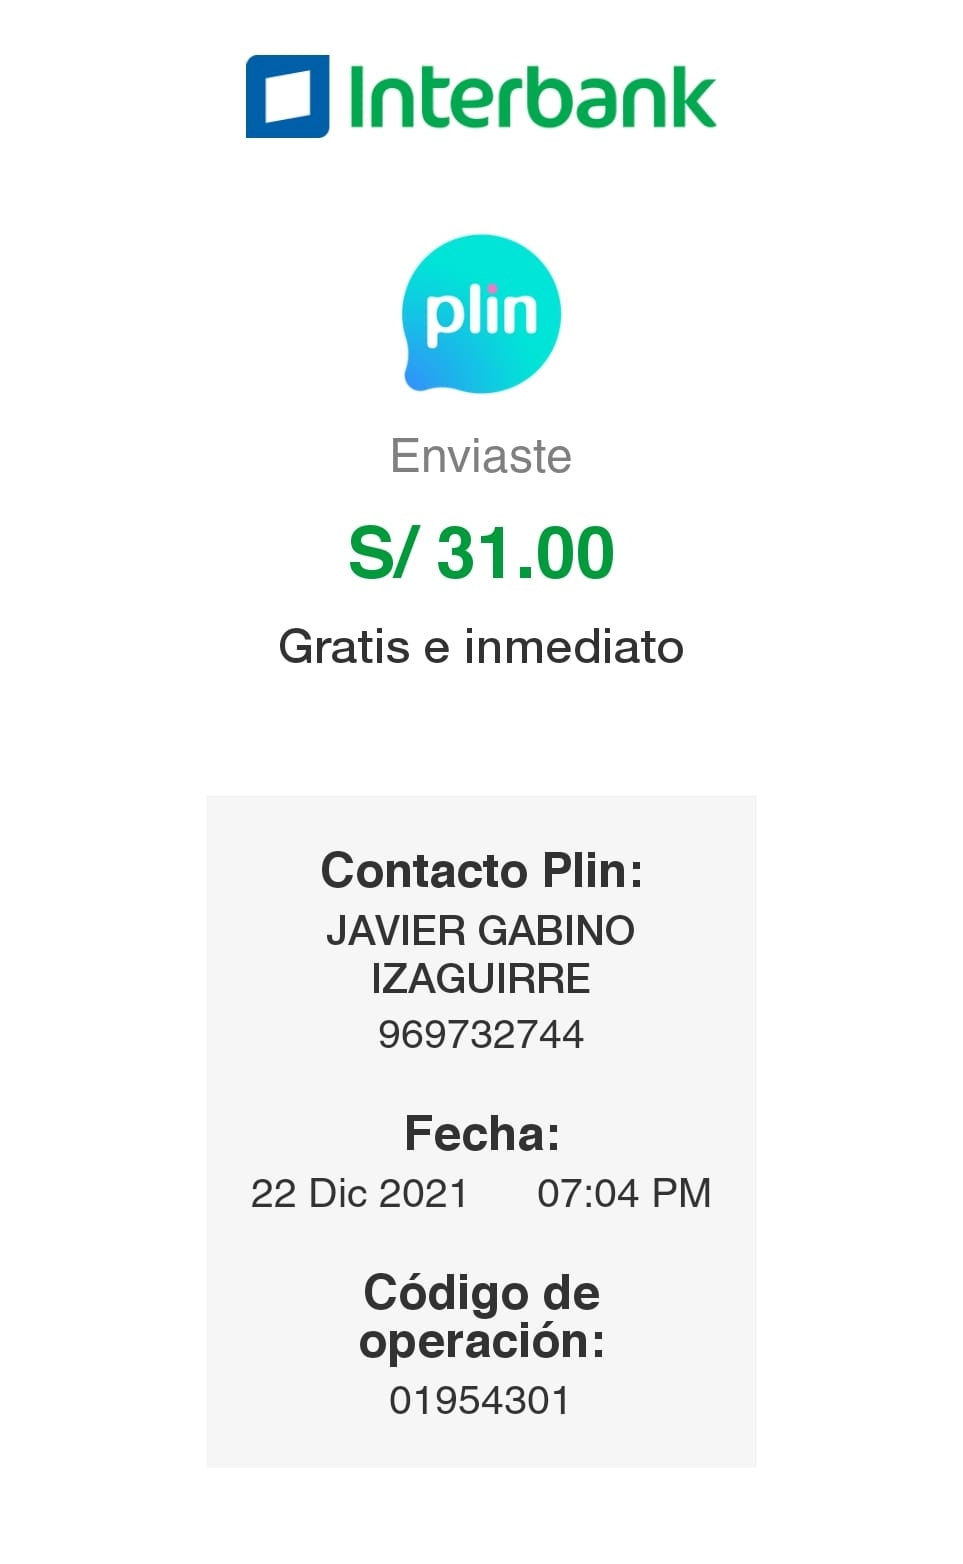 Interbank
plin
Enviaste
S/ 31.00
Gratis e inmediato
Contacto Plin:
JAVIER GABINO
IZAGUIRRE
969732744
Fecha:
22 Dic 2021 07:04 PM
Código de
operación:
01954301